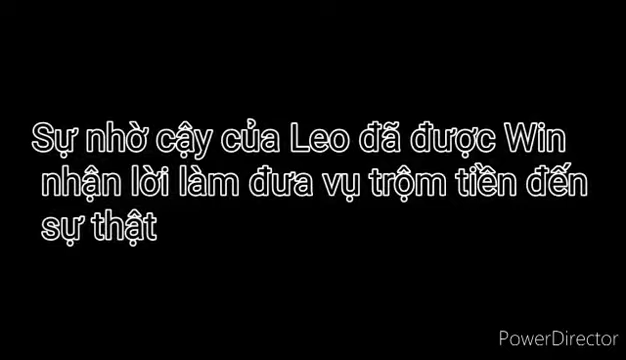 Sự nhờ cậy của Leo đã được Win
nhận lời làm đưa vụ trộm tiền đến
sự thật
PowerDirector